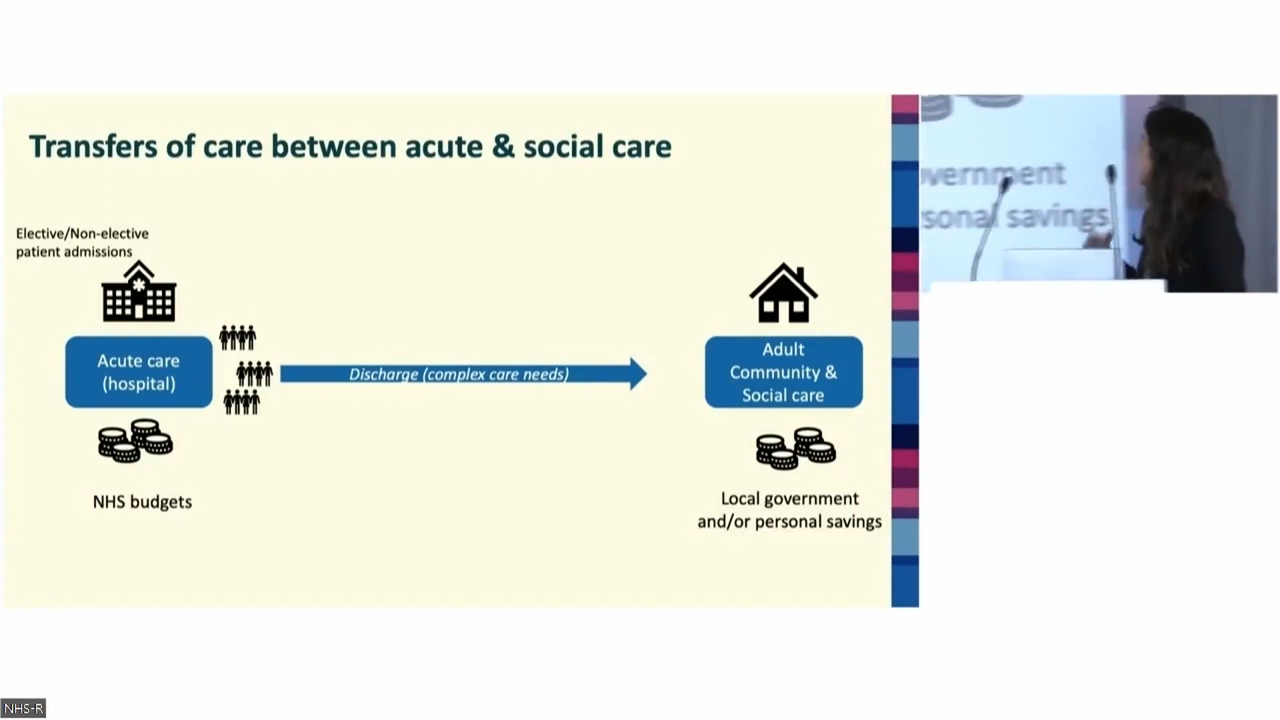 Transfers of care between acute & social care
Elective/Non-elective
patient admissions
Acute care
(hospital)
Discharge (complex care needs)
Adult
Community &
Social care
NHS budgets
Local government
and/or personal savings
vernment
sonal savings
NHS-R